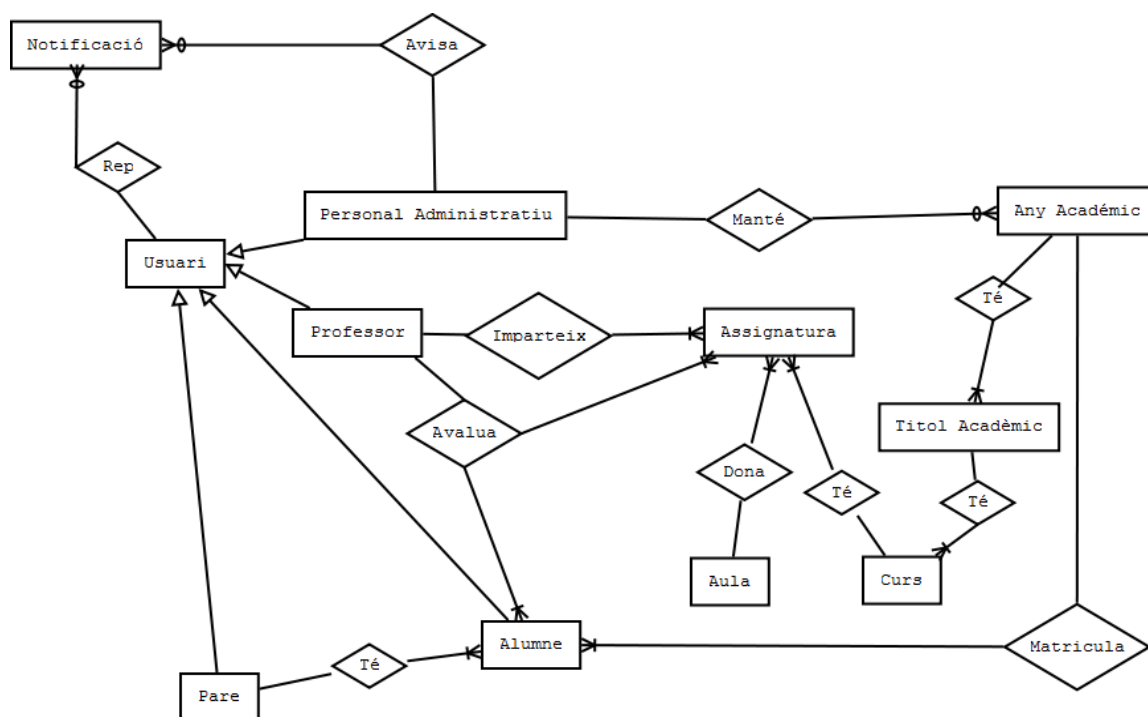 Notificació
Avisa
Rep
Personal Administratiu
Manté
Any Académic
Usuari
Té
Professor
Imparteix
Assignatura
Titol Acadèmic
Avalua
Dona
Té
Té
Aula
Curs
Alumne
Matricula
Té
Pare